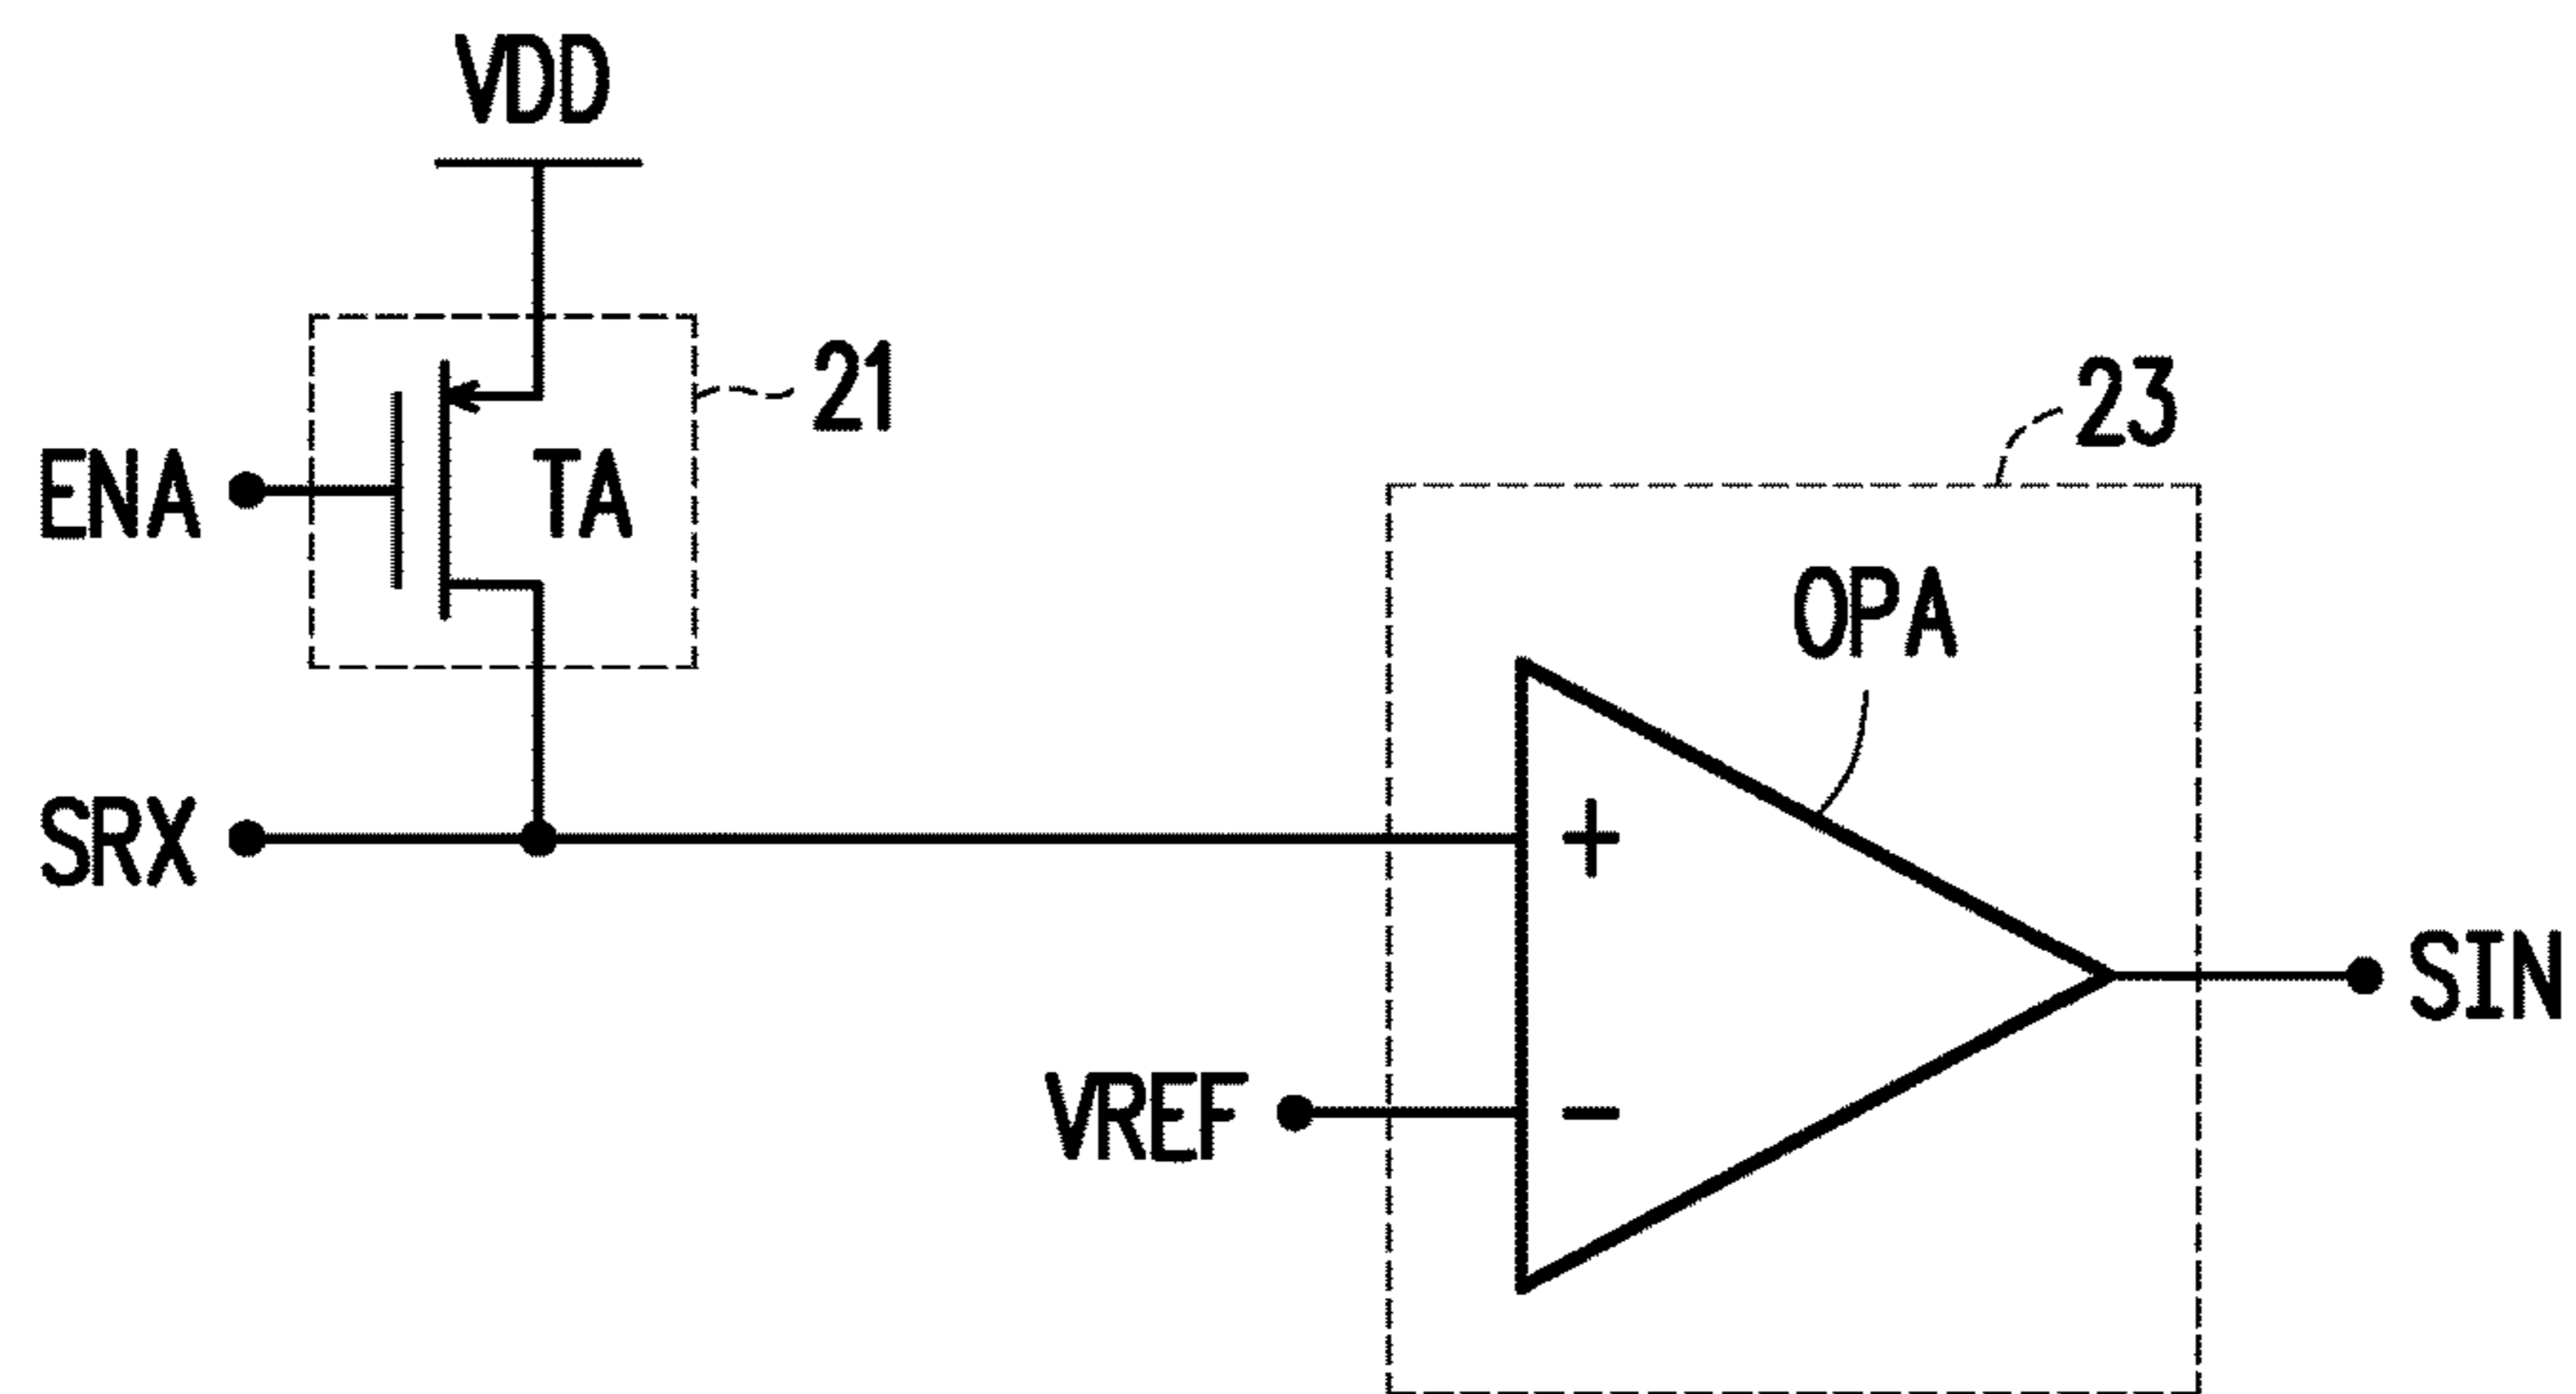 VDD
21
23
ENA
TA
OPA
SRX
+
SIN
VREF
−